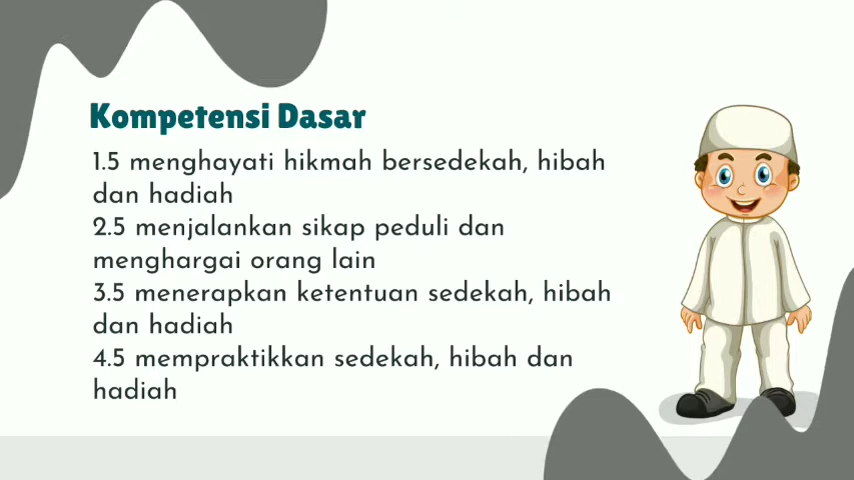 Kompetensi Dasar
1.5 menghayati hikmah bersedekah, hibah
dan hadiah
2.5 menjalankan sikap peduli dan
menghargai orang lain
3.5 menerapkan ketentuan sedekah, hibah
dan hadiah
4.5 mempraktikkan sedekah, hibah dan
hadiah